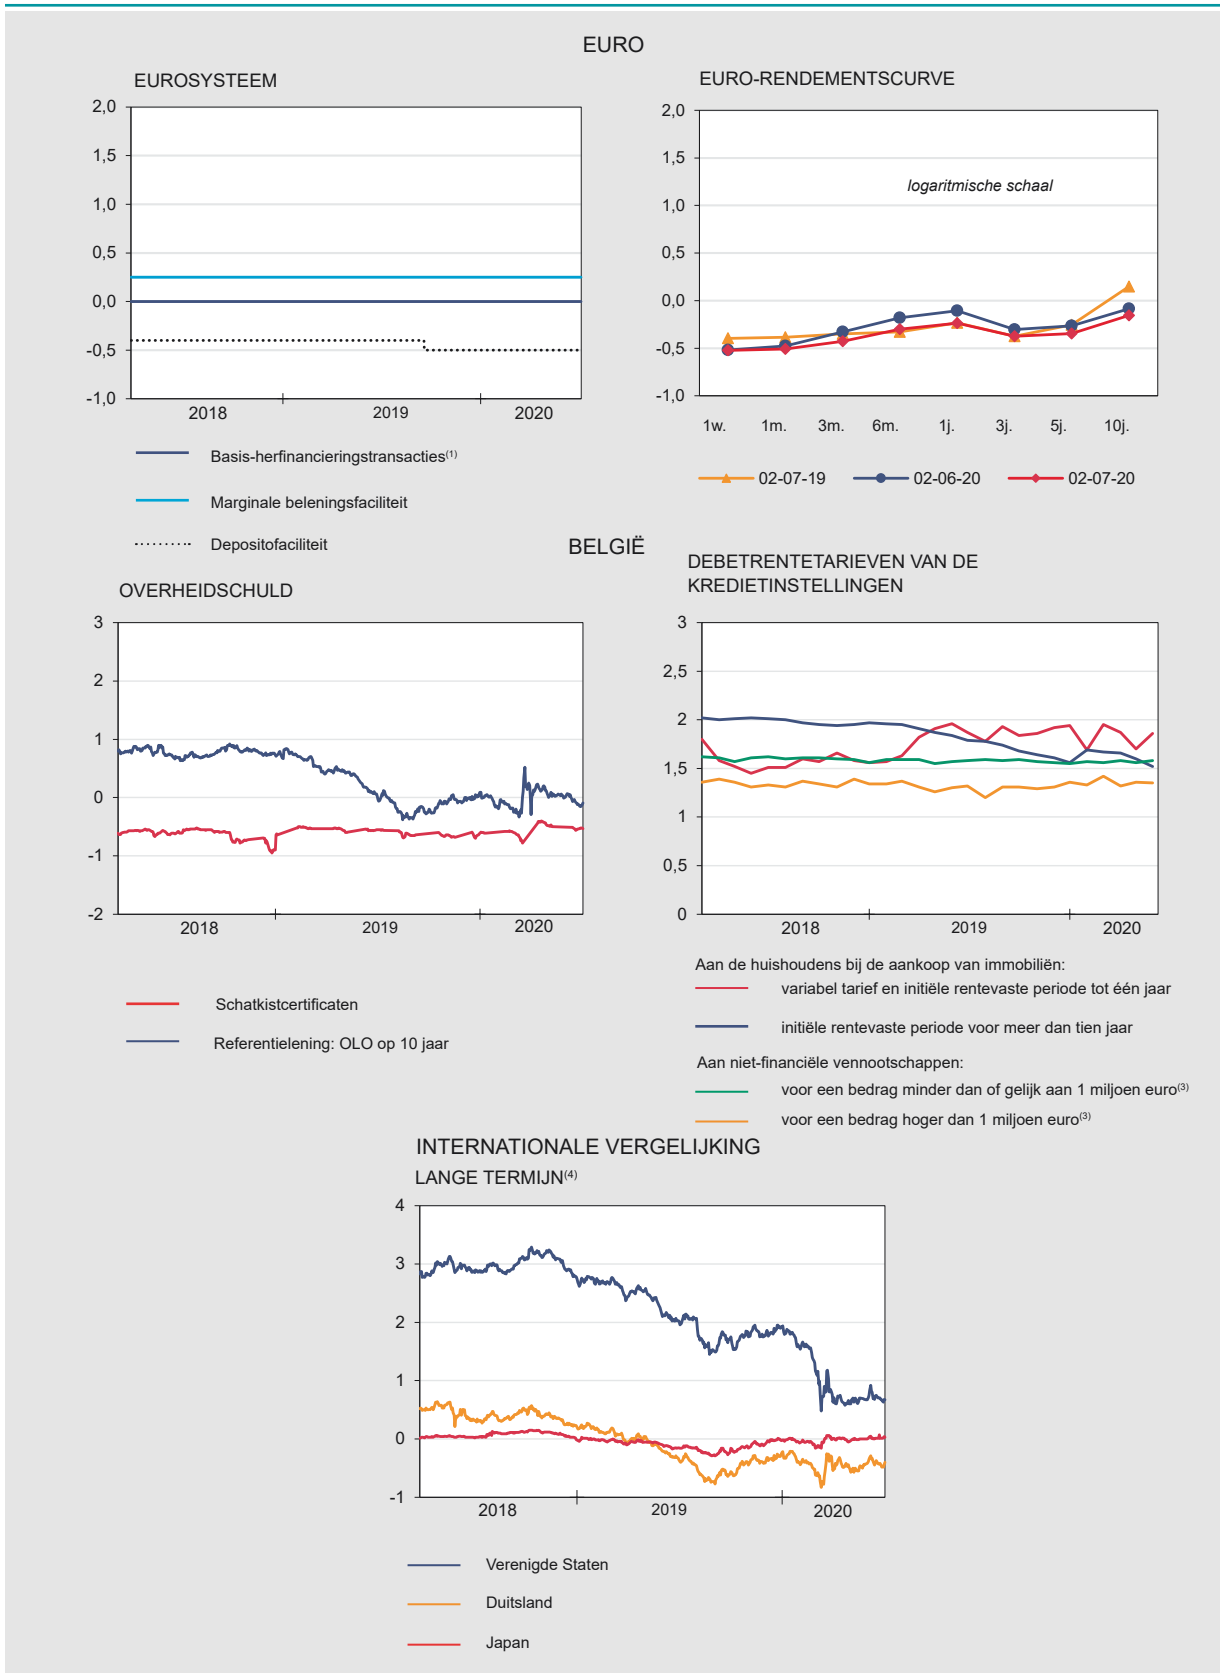 EURO
EUROSYSTEEM
2,0
1,5
1,0
0,5
0,0
-0,5
-1,0
2018
2019
2020
Basis-herfinancieringstransacties(1)
Marginale beleningsfaciliteit
Depositofaciliteit
EURO-RENDEMENTSCURVE
2,0
1,5
1,0
0,5
0,0
-0,5
-1,0
logaritmische schaal
1w. 1m. 3m. 6m. 1j. 3j. 5j. 10j.
02-07-19 02-06-20 02-07-20
BELGIË
OVERHEIDSCHULD
3
2
1
0
-1
-2
2018
2019
2020
Schatkistcertificaten
Referentielening: OLO op 10 jaar
DEBETRENTETARIEVEN VAN DE
KREDIETINSTELLINGEN
3
2,5
2
1,5
1
0,5
0
2018
2019
2020
Aan de huishoudens bij de aankoop van immobiliën:
variabel tarief en initiële rentevaste periode tot één jaar
initiële rentevaste periode voor meer dan tien jaar
Aan niet-financiële vennootschappen:
voor een bedrag minder dan of gelijk aan 1 miljoen euro(3)
voor een bedrag hoger dan 1 miljoen euro(3)
INTERNATIONALE VERGELIJKING
LANGE TERMIJN(4)
4
3
2
1
0
-1
2018
2019
2020
Verenigde Staten
Duitsland
Japan